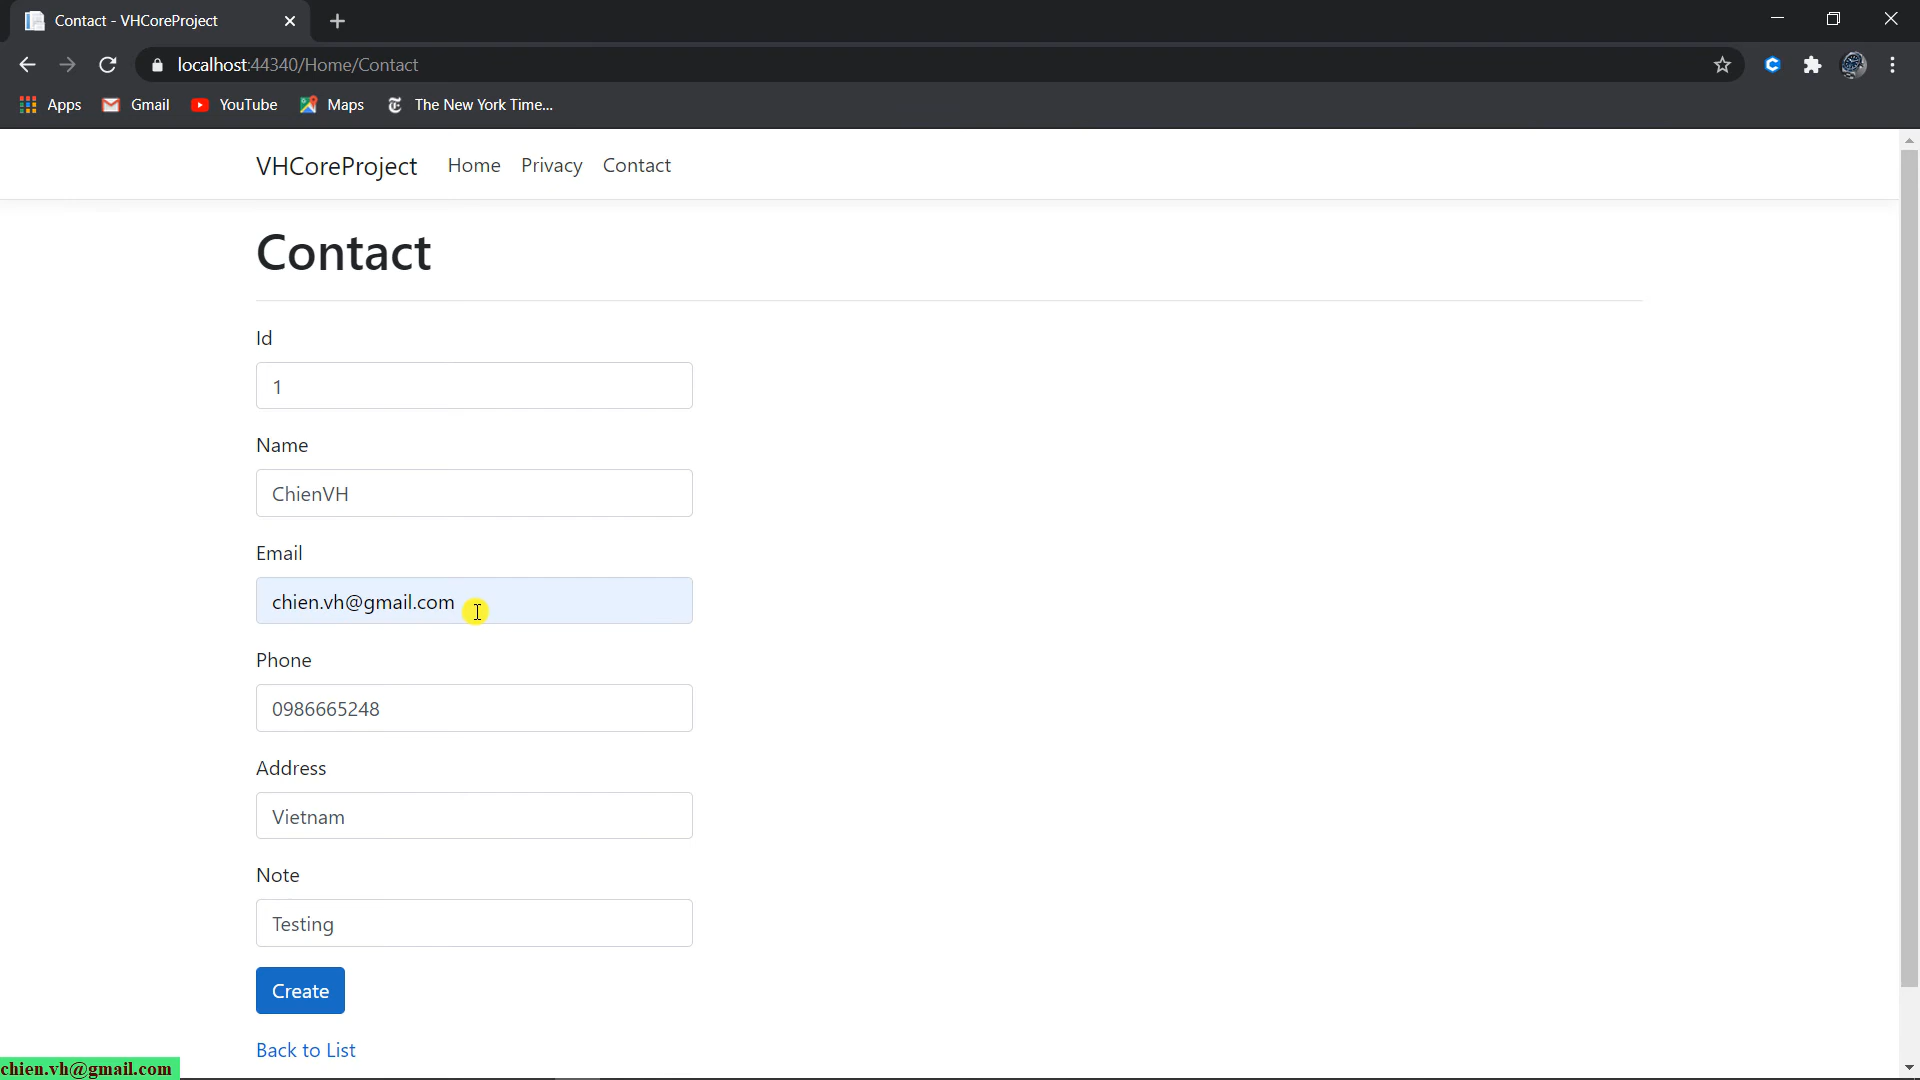 Contact - VHCoreProject
localhost:44340/Home/Contact
Apps Gmail YouTube Maps The New York Time...
VHCoreProject Home Privacy Contact
Contact
Id
1
Name
ChienVH
Email
chien.vh@gmail.com
Phone
0986665248
Address
Vietnam
Note
Testing
Create
Back to List
chien.vh@gmail.com